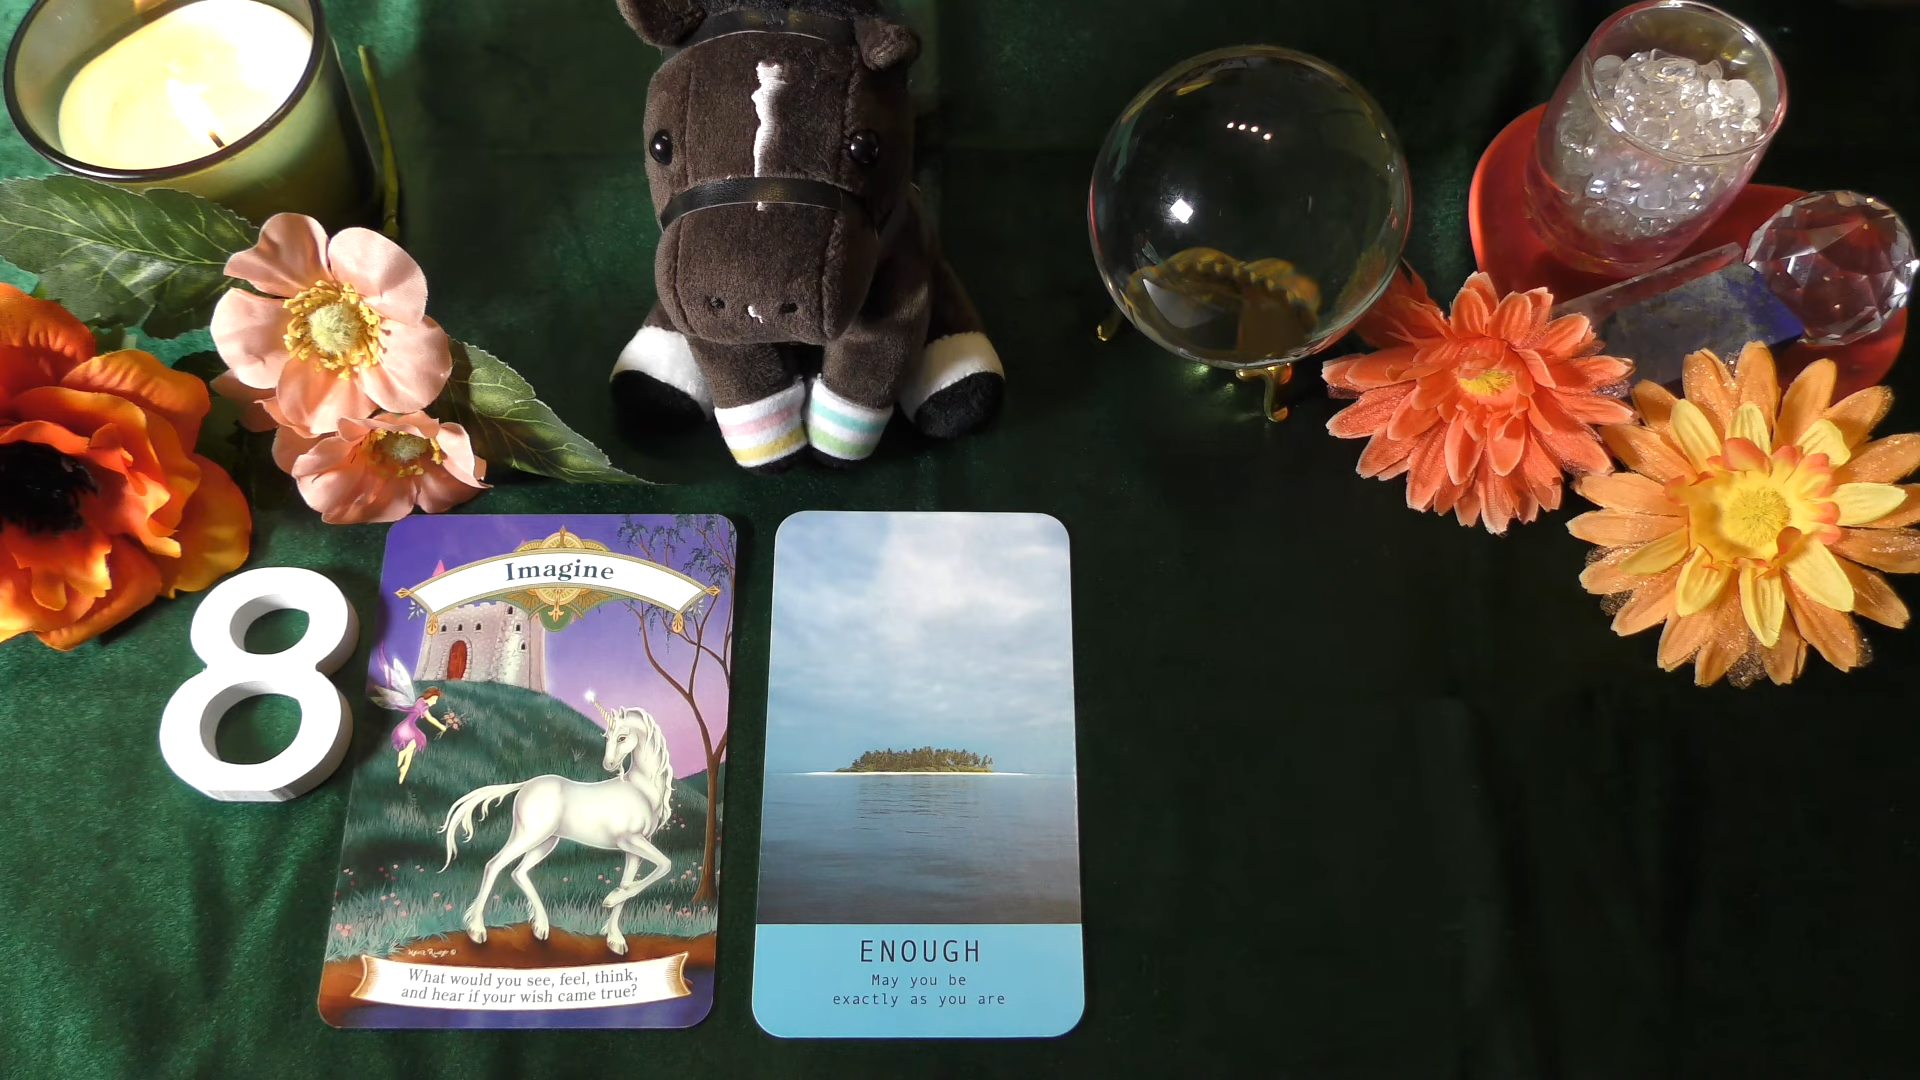 8
Imagine
What would you see, feel, think,
and hear if your wish came true?
ENOUGH
May you be
exactly as you are